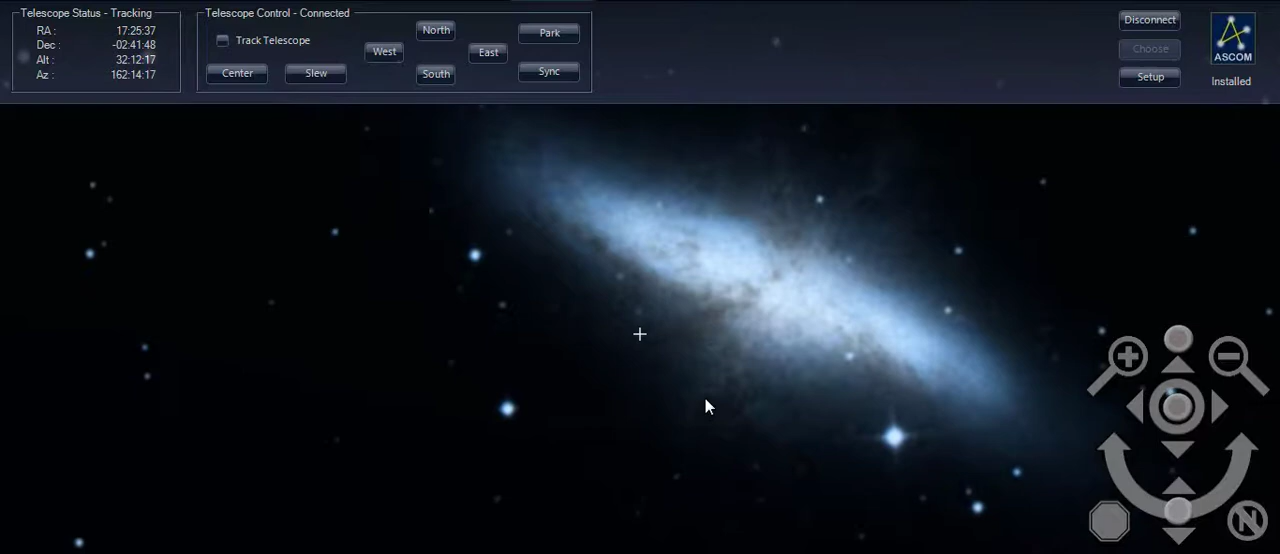 Telescope Status - Tracking
RA : 17:25:37
Dec : -02:41:48
Alt : 32:12:17
Az : 162:14:17
Telescope Control - Connected
Track Telescope
Center
Slew
West
North
South
East
Park
Sync
Disconnect
Choose
Setup
ASCOM
Installed
N